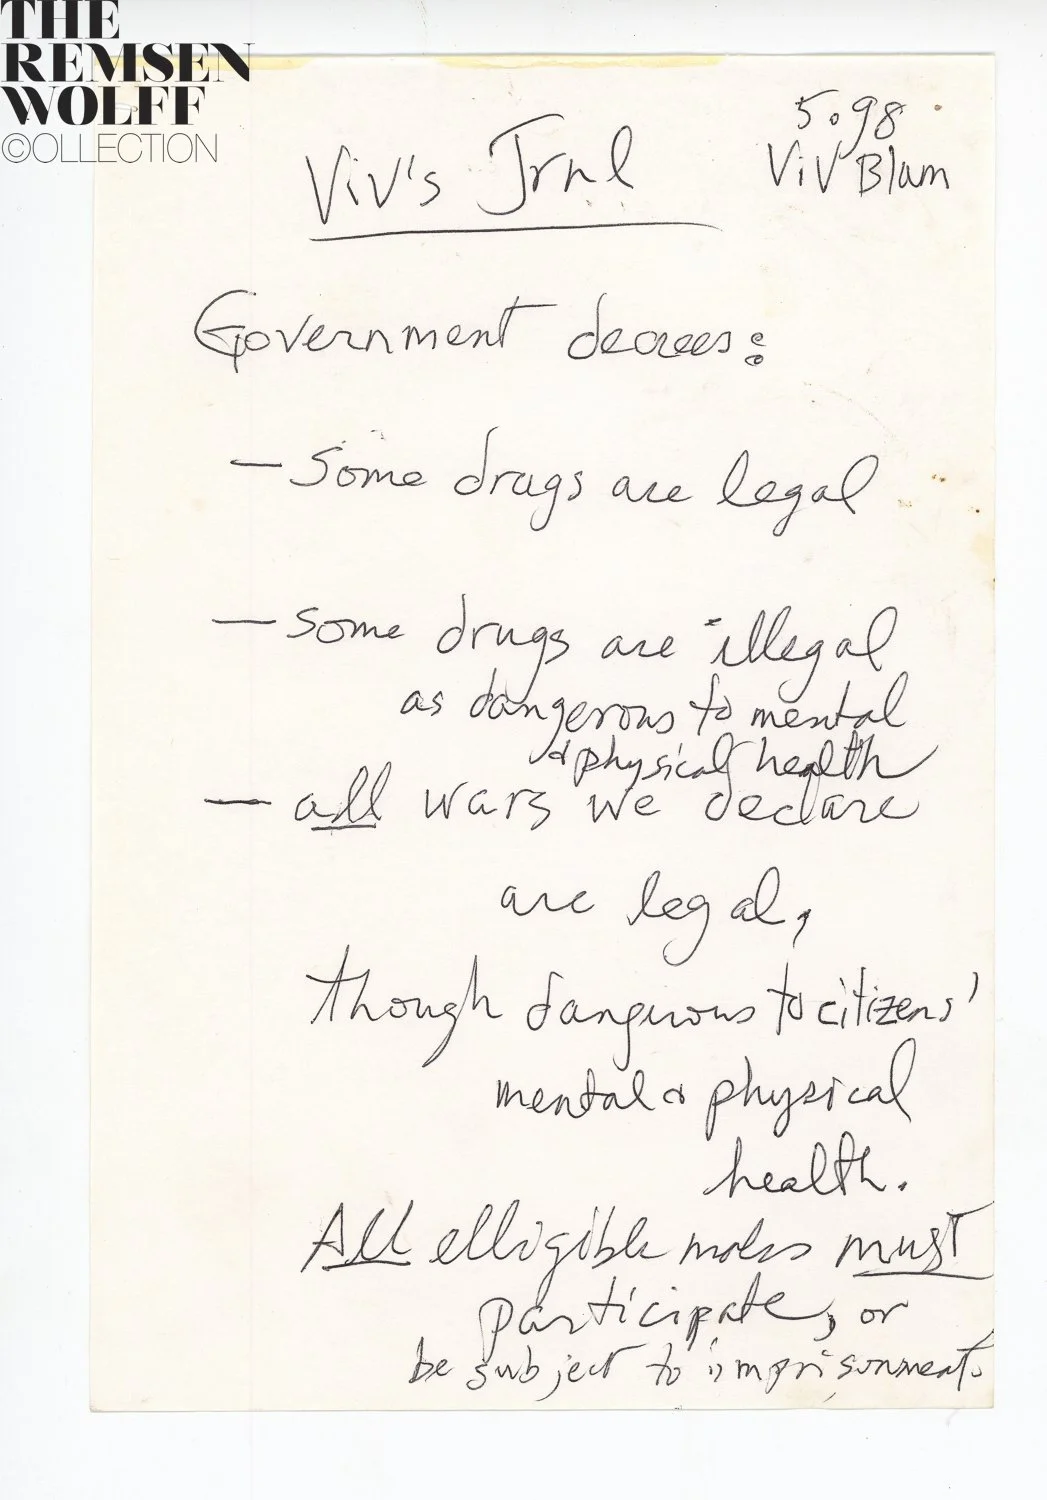 THE
REMSEN
WOLFF
©OLLECTION
5.98
Viv Blum
Viv's Jrnl
Government decrees:
— Some drugs are legal
— some drugs are illegal
as dangerous to mental
& physical health
— all wars we declare
are legal,
though dangerous to citizens'
mental & physical
health.
All elligible males must
participate, or
be subject to imprisonment.